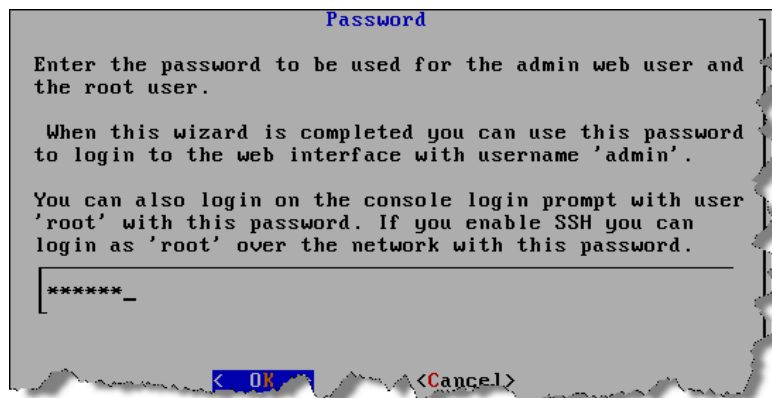 Password
Enter the password to be used for the admin web user and
the root user.
When this wizard is completed you can use this password
to login to the web interface with username 'admin'.
You can also login on the console login prompt with user
'root' with this password. If you enable SSH you can
login as 'root' over the network with this password.
******_
< OK <Cancel>